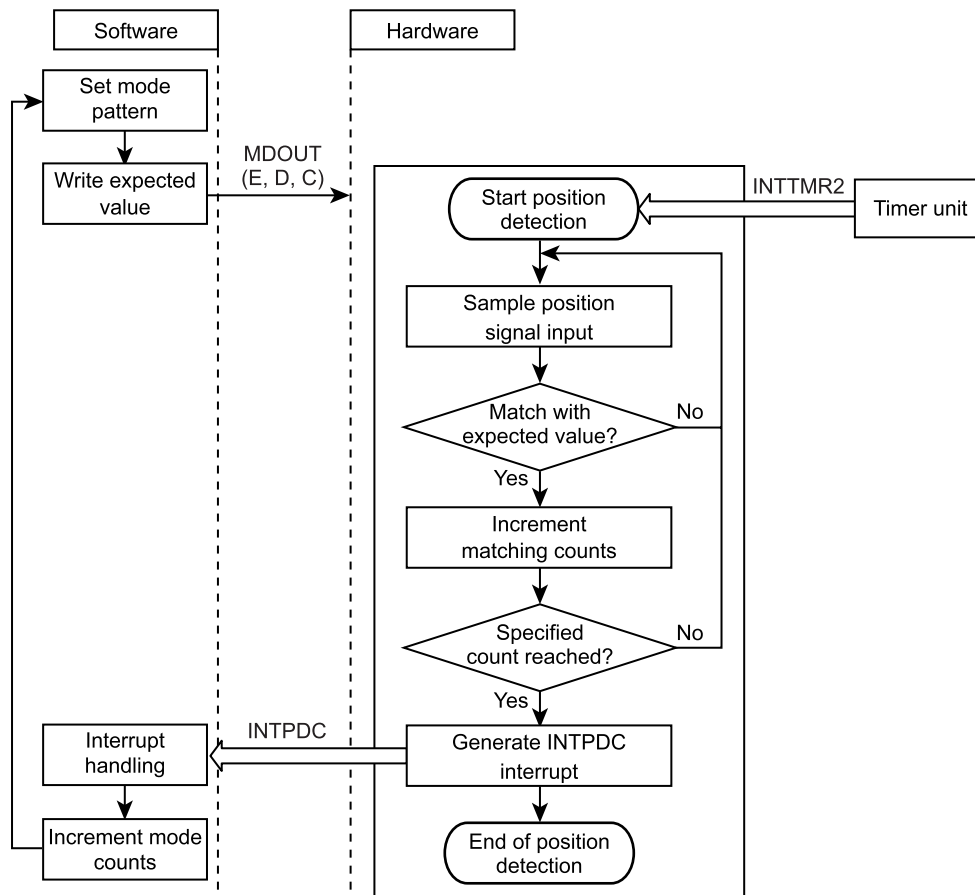 Software
Hardware
Set mode
pattern
Write expected
value
MDOUT
(E, D, C)
Start position
detection
INTTMR2
Timer unit
Sample position
signal input
Match with
expected value?
No
Yes
Increment
matching counts
Specified
count reached?
No
Yes
Generate INTPDC
interrupt
INTPDC
Interrupt
handling
Increment mode
counts
End of position
detection